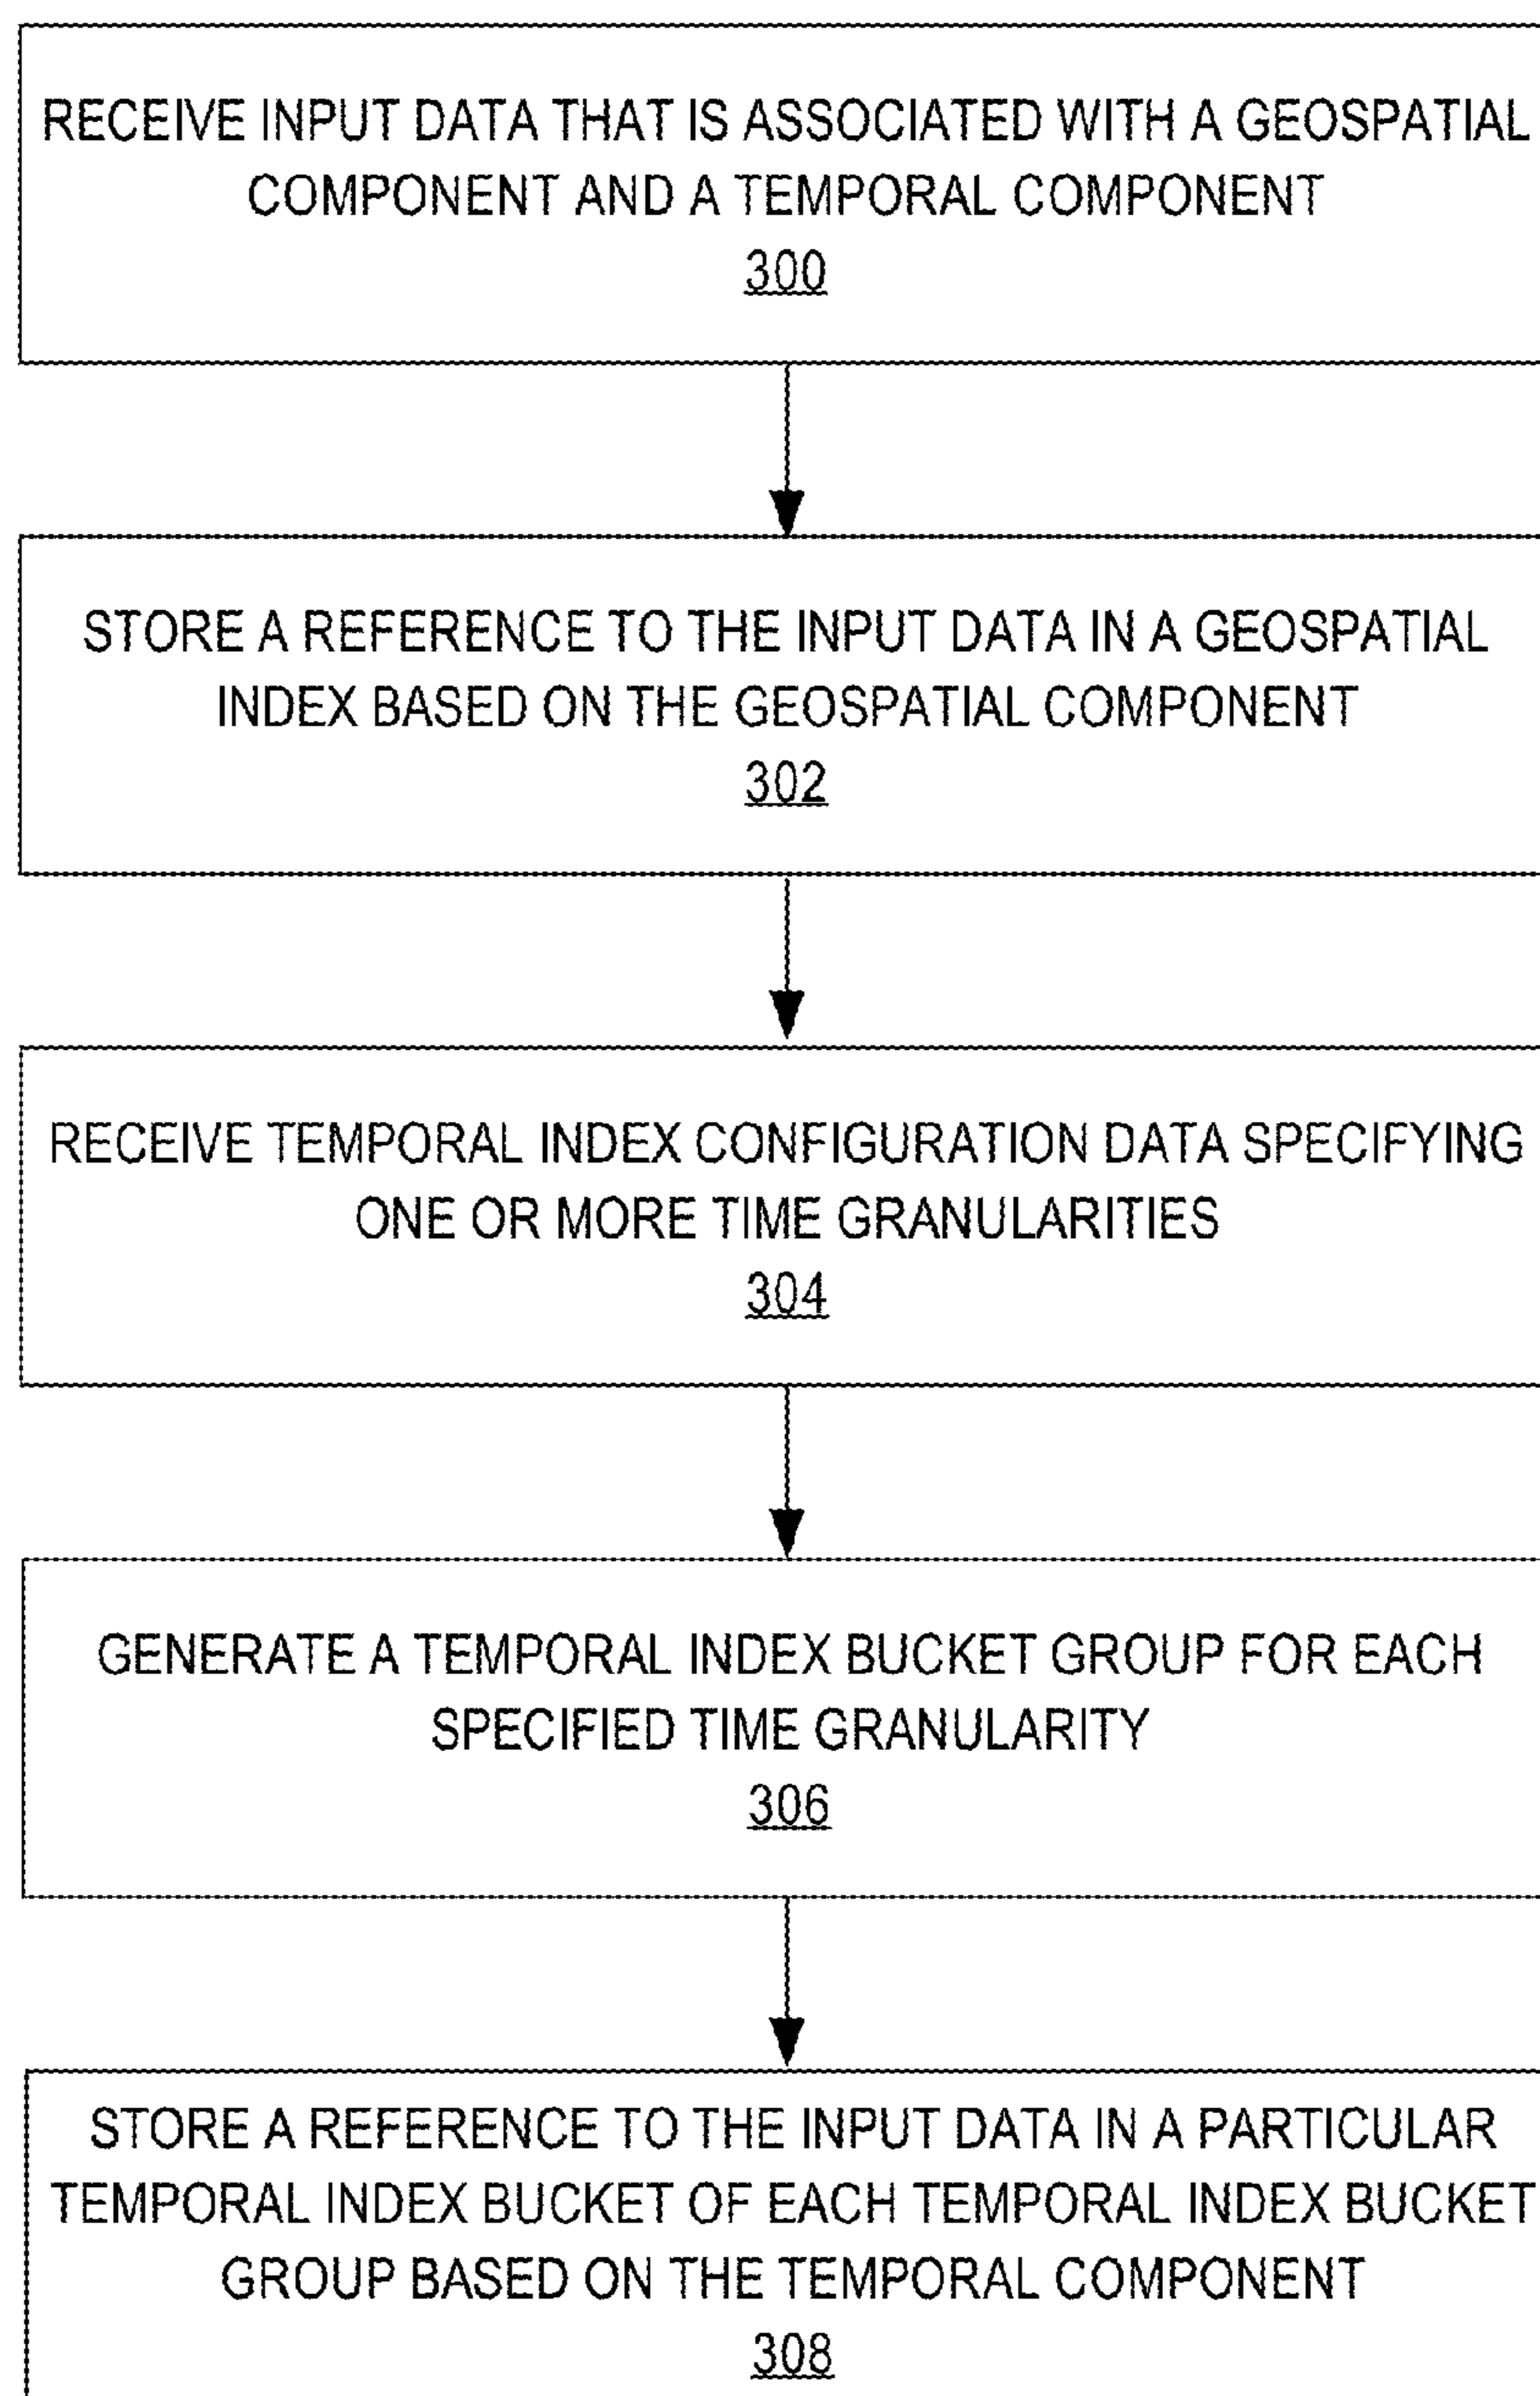 RECEIVE INPUT DATA THAT IS ASSOCIATED WITH A GEOSPATIAL
COMPONENT AND A TEMPORAL COMPONENT
300
STORE A REFERENCE TO THE INPUT DATA IN A GEOSPATIAL
INDEX BASED ON THE GEOSPATIAL COMPONENT
302
RECEIVE TEMPORAL INDEX CONFIGURATION DATA SPECIFYING
ONE OR MORE TIME GRANULARITIES
304
GENERATE A TEMPORAL INDEX BUCKET GROUP FOR EACH
SPECIFIED TIME GRANULARITY
306
STORE A REFERENCE TO THE INPUT DATA IN A PARTICULAR
TEMPORAL INDEX BUCKET OF EACH TEMPORAL INDEX BUCKET
GROUP BASED ON THE TEMPORAL COMPONENT
308